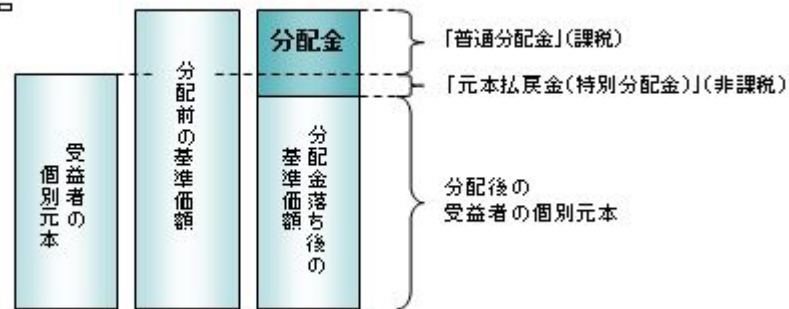 受益者の
個別元本
分配前の基準価額
分配金
分配金落ち後の
基準価額
「普通分配金」(課税)
「元本払戻金(特別分配金)」(非課税)
分配後の
受益者の個別元本